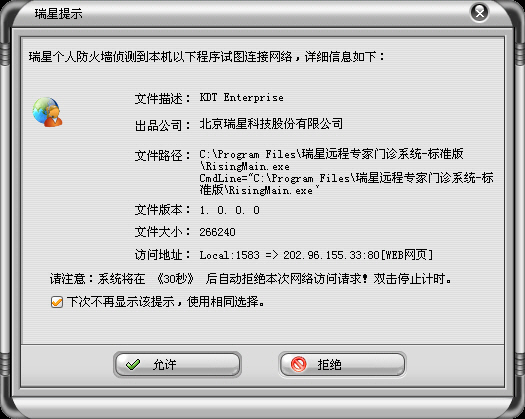 瑞星提示
瑞星个人防火墙侦测到本机以下程序试图连接网络，详细信息如下：
文件描述： KDT Enterprise
出品公司： 北京瑞星科技股份有限公司
文件路径： C:\Program Files\瑞星远程专家门诊系统-标准版
\RisingMain.exe
CmdLine="C:\Program Files\瑞星远程专家门诊系统-标
准版\RisingMain.exe"
文件版本： 1. 0. 0. 0
文件大小： 266240
访问地址： Local:1583 => 202.96.155.33:80[WEB网页]
请注意：系统将在 《30秒》 后自动拒绝本次网络访问请求! 双击停止计时。
下次不再显示该提示，使用相同选择。
允许 拒绝